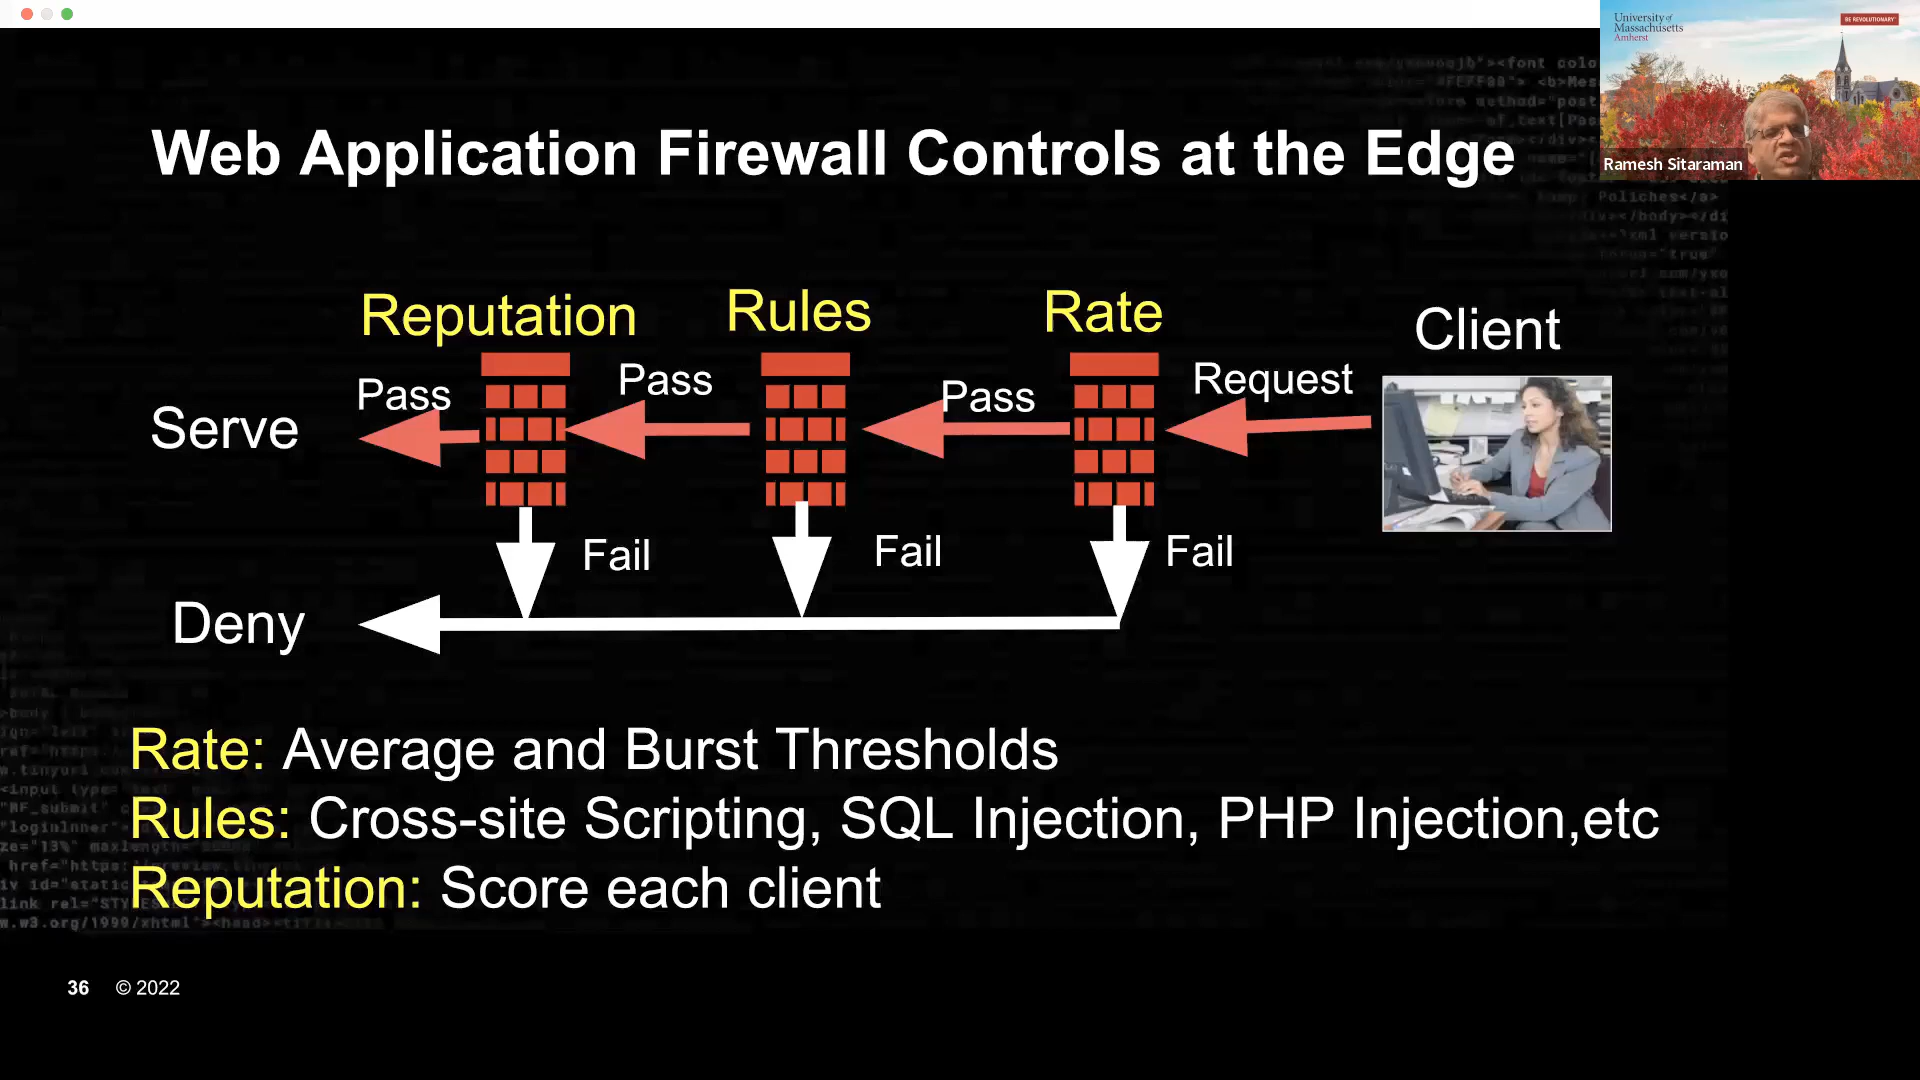 University of
Massachusetts
Amherst
BE REVOLUTIONARY
Ramesh Sitaraman
Web Application Firewall Controls at the Edge
Reputation
Rules
Rate
Client
Pass
Pass
Pass
Request
Serve
Fail
Fail
Fail
Deny
Rate: Average and Burst Thresholds
Rules: Cross-site Scripting, SQL Injection, PHP Injection,etc
Reputation: Score each client
36 © 2022